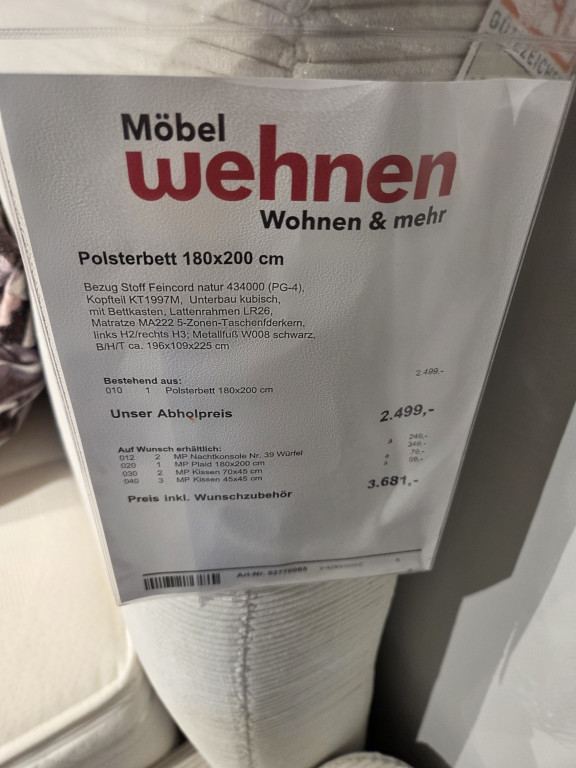 GÜTEZEICHEN
Möbel
wehnen
Wohnen & mehr
Polsterbett 180x200 cm
Bezug Stoff Feincord natur 434000 (PG-4),
Kopfteil KT1997M, Unterbau kubisch,
mit Bettkasten, Lattenrahmen LR26,
Matratze MA222 5-Zonen-Taschenfderkern,
links H2/rechts H3; Metallfuß W008 schwarz,
B/H/T ca. 196x109x225 cm
Bestehend aus:
010 1 Polsterbett 180x200 cm 2.499,-
Unser Abholpreis 2.499,-
Auf Wunsch erhältlich:
012 2 MP Nachtkonsole Nr. 39 Würfel a
020 1 MP Plaid 180x200 cm
030 2 MP Kissen 70x45 cm a
040 3 MP Kissen 45x45 cm a
Preis inkl. Wunschzubehör 3.681,-
Art-Nr.